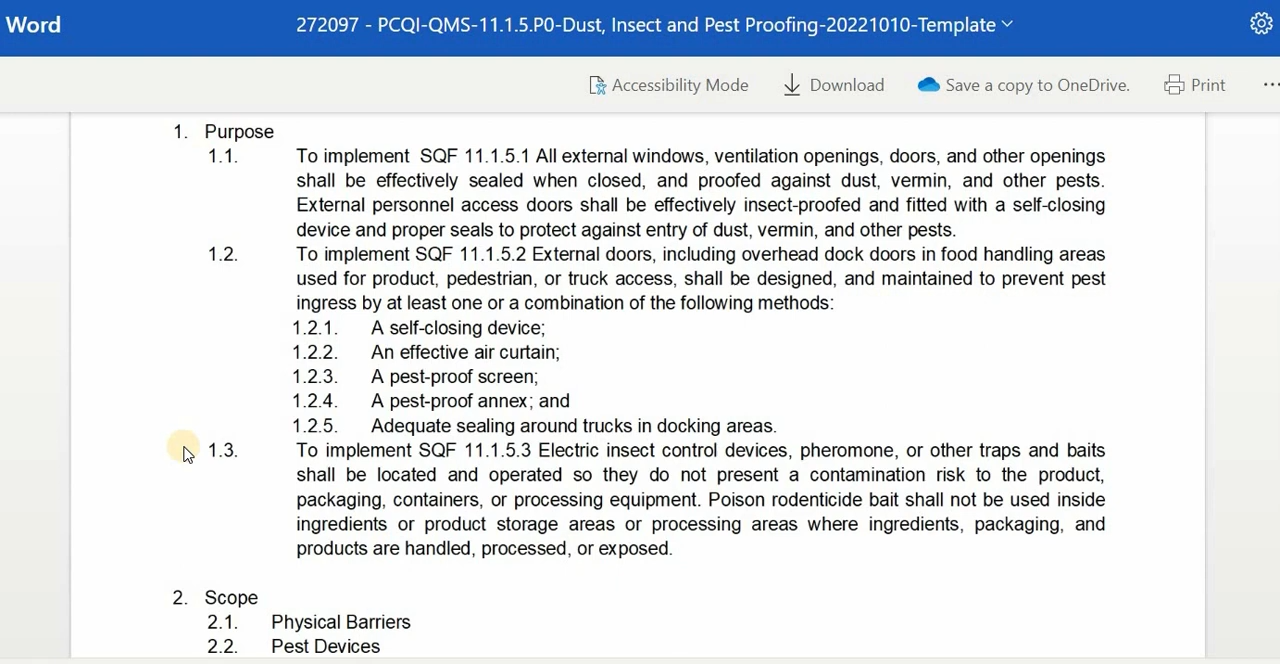 Word
272097 - PCQI-QMS-11.1.5.P0-Dust, Insect and Pest Proofing-20221010-Template
Accessibility Mode
Download
Save a copy to OneDrive.
Print
...
1. Purpose
1.1. To implement SQF 11.1.5.1 All external windows, ventilation openings, doors, and other openings
shall be effectively sealed when closed, and proofed against dust, vermin, and other pests.
External personnel access doors shall be effectively insect-proofed and fitted with a self-closing
device and proper seals to protect against entry of dust, vermin, and other pests.
1.2. To implement SQF 11.1.5.2 External doors, including overhead dock doors in food handling areas
used for product, pedestrian, or truck access, shall be designed, and maintained to prevent pest
ingress by at least one or a combination of the following methods:
1.2.1. A self-closing device;
1.2.2. An effective air curtain;
1.2.3. A pest-proof screen;
1.2.4. A pest-proof annex; and
1.2.5. Adequate sealing around trucks in docking areas.
1.3. To implement SQF 11.1.5.3 Electric insect control devices, pheromone, or other traps and baits
shall be located and operated so they do not present a contamination risk to the product,
packaging, containers, or processing equipment. Poison rodenticide bait shall not be used inside
ingredients or product storage areas or processing areas where ingredients, packaging, and
products are handled, processed, or exposed.
2. Scope
2.1. Physical Barriers
2.2. Pest Devices